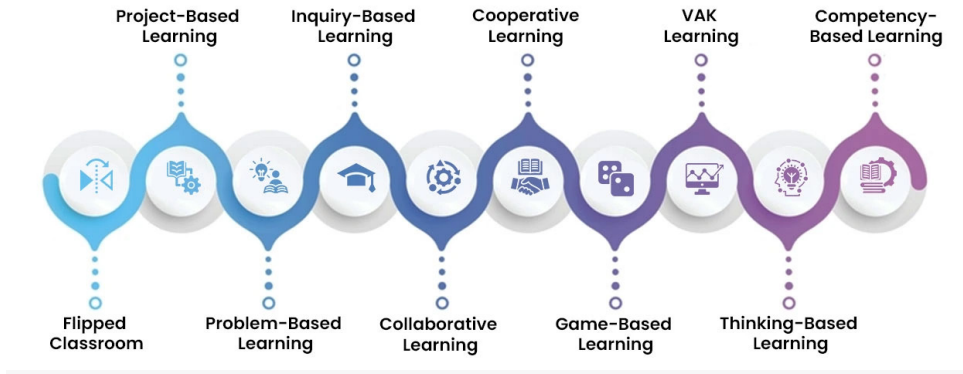 Project-Based
Learning
Inquiry-Based
Learning
Cooperative
Learning
VAK
Learning
Competency-
Based Learning
Flipped
Classroom
Problem-Based
Learning
Collaborative
Learning
Game-Based
Learning
Thinking-Based
Learning